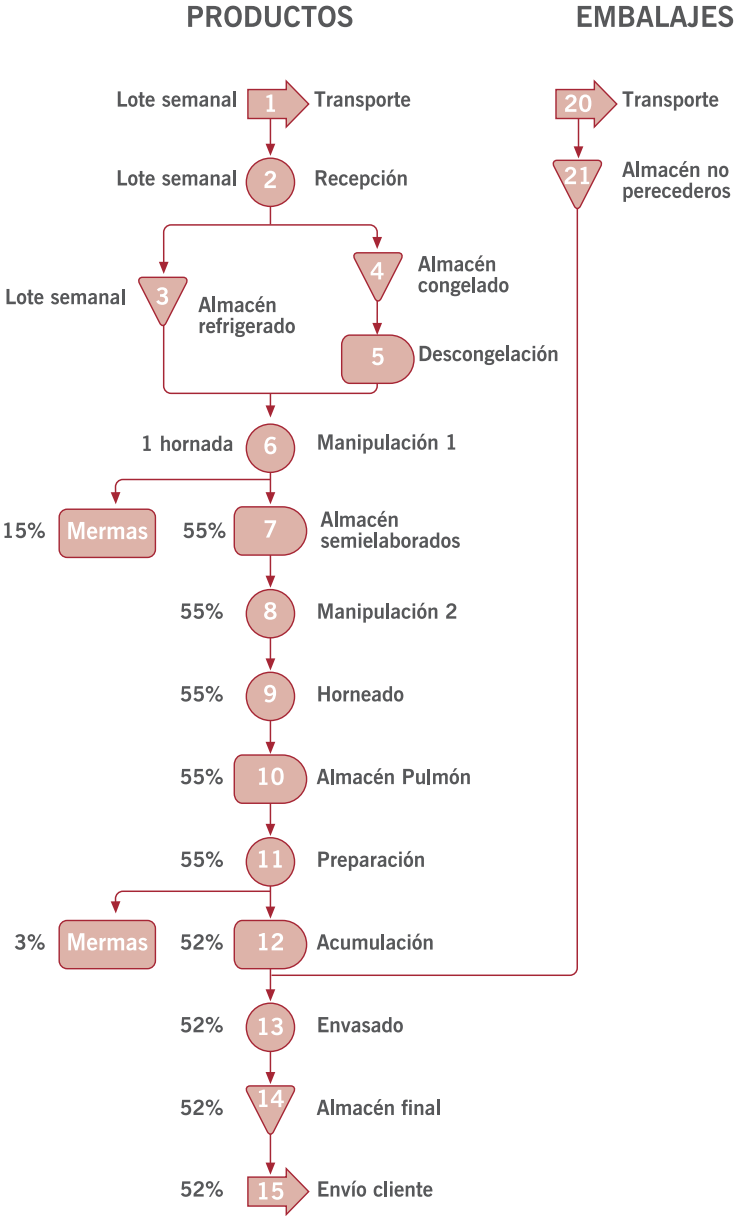 PRODUCTOS
EMBALAJES
Lote semanal 1 Transporte
20 Transporte
Lote semanal 2 Recepción
21 Almacén no
perecederos
4 Almacén
congelado
Lote semanal 3 Almacén
refrigerado
5 Descongelación
1 hornada 6 Manipulación 1
15% Mermas 55% 7 Almacén
semielaborados
55% 8 Manipulación 2
55% 9 Horneado
55% 10 Almacén Pulmón
55% 11 Preparación
3% Mermas 52% 12 Acumulación
52% 13 Envasado
52% 14 Almacén final
52% 15 Envío cliente